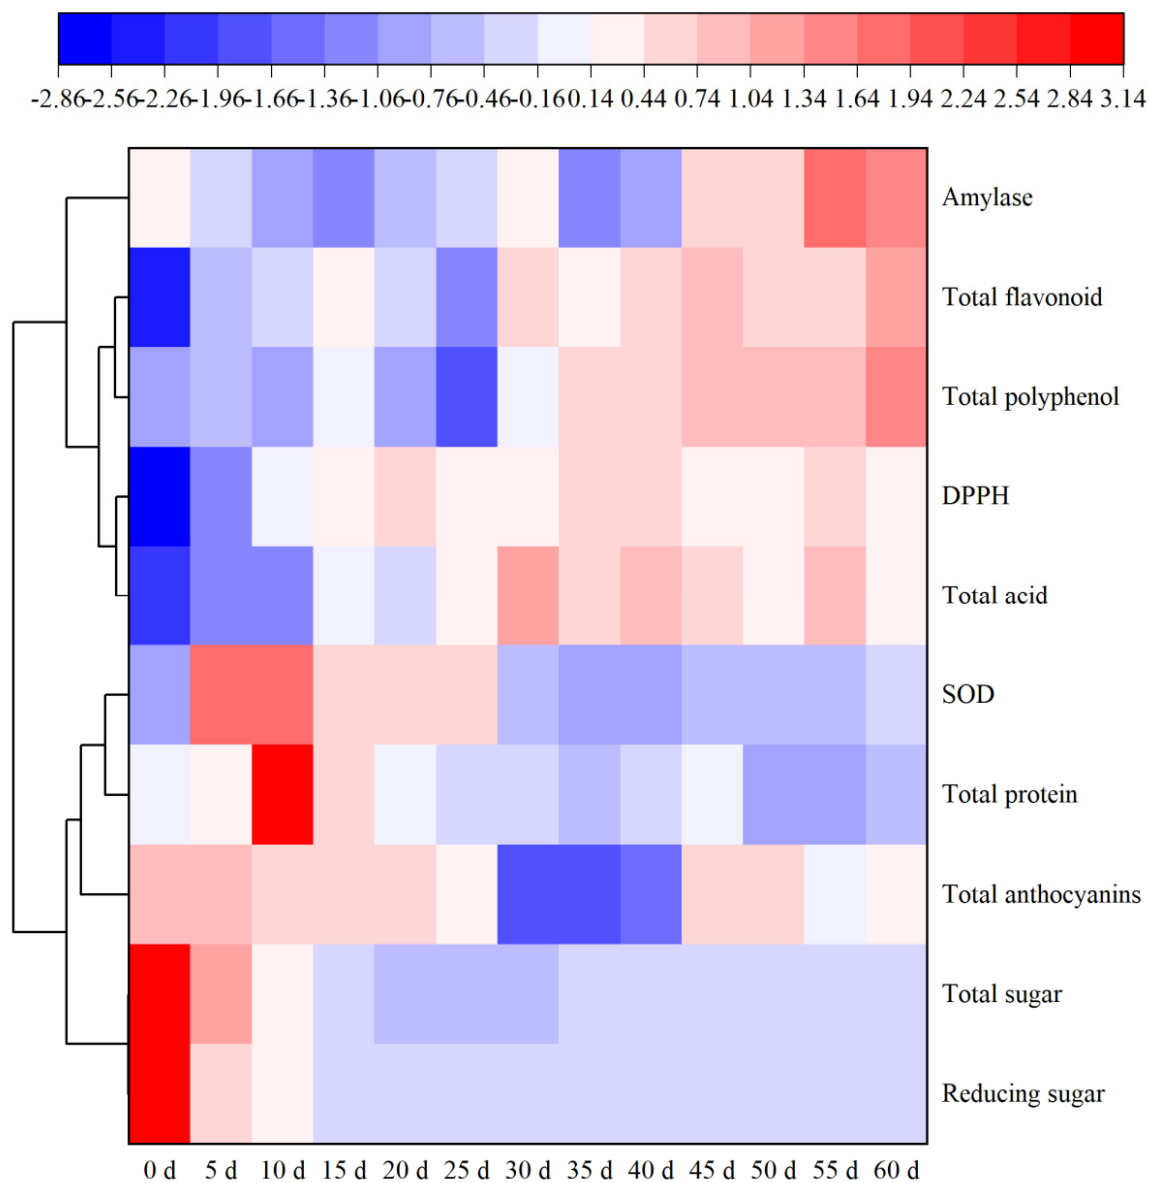 -2.86-2.56-2.26-1.96-1.66-1.36-1.06-0.76-0.46-0.16 0.14 0.44 0.74 1.04 1.34 1.64 1.94 2.24 2.54 2.84 3.14
Amylase
Total flavonoid
Total polyphenol
DPPH
Total acid
SOD
Total protein
Total anthocyanins
Total sugar
Reducing sugar
0 d 5 d 10 d 15 d 20 d 25 d 30 d 35 d 40 d 45 d 50 d 55 d 60 d